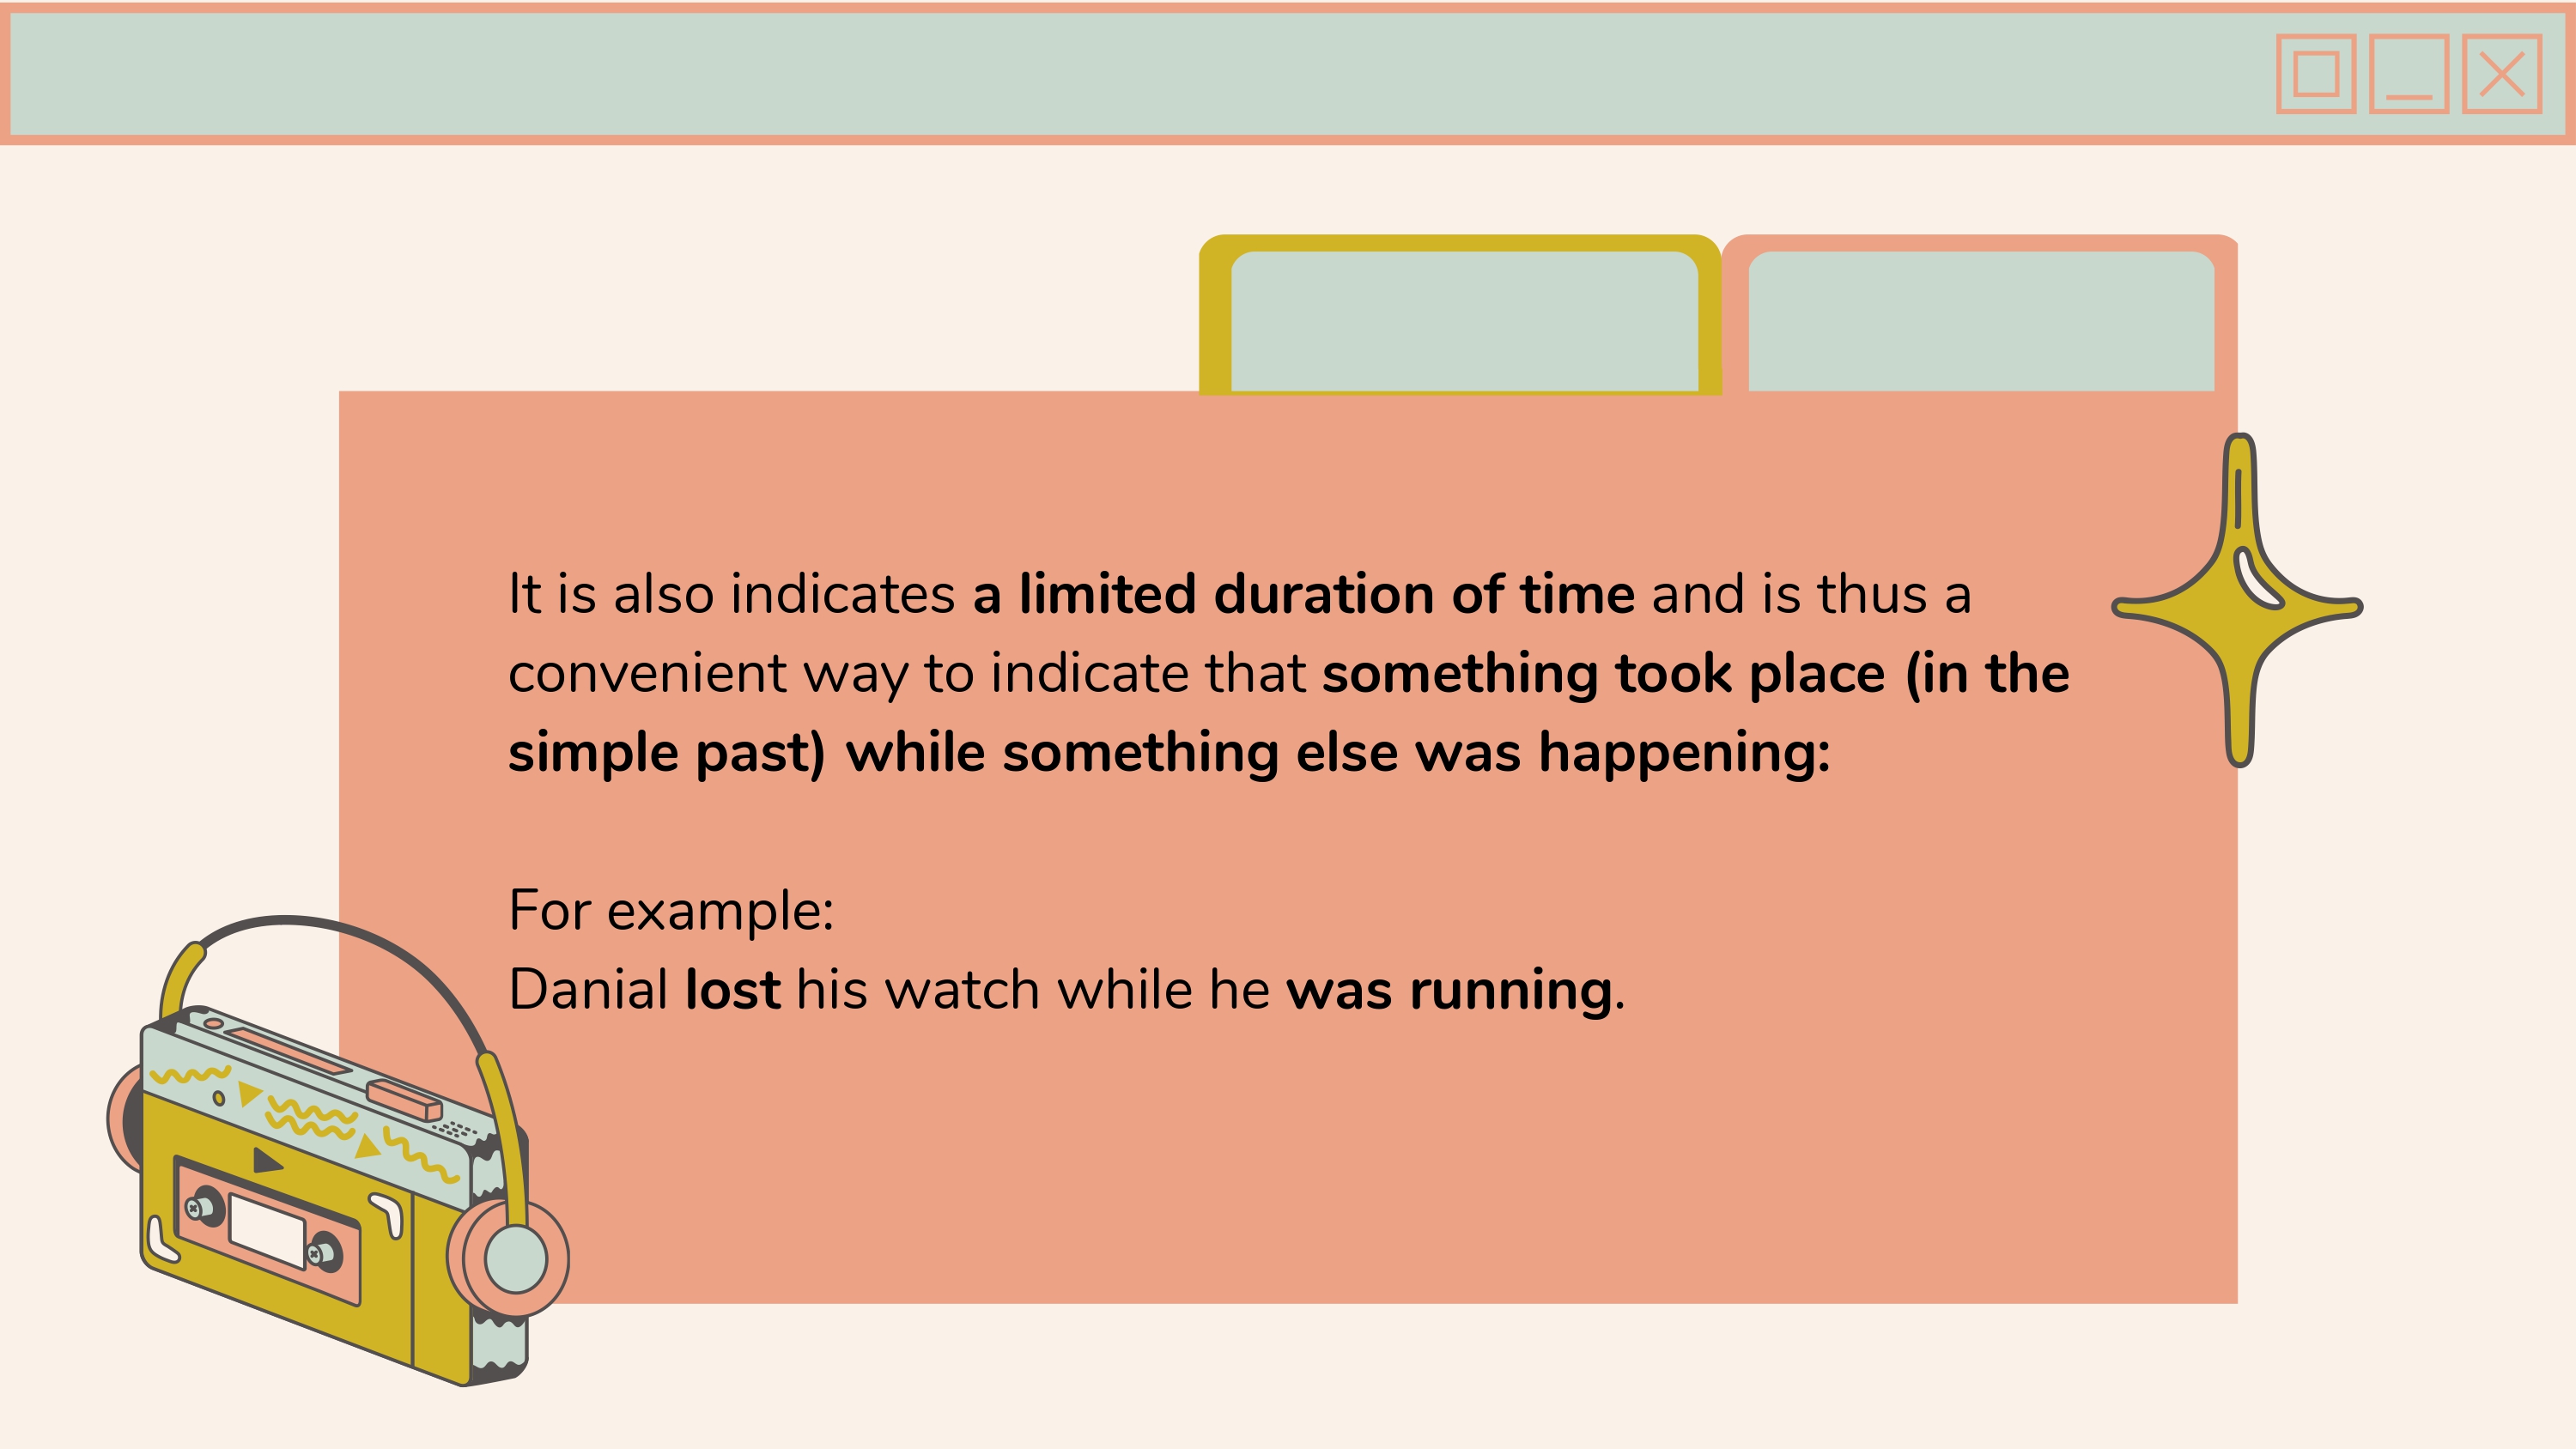 It is also indicates a limited duration of time and is thus a
convenient way to indicate that something took place (in the
simple past) while something else was happening:
For example:
Danial lost his watch while he was running.